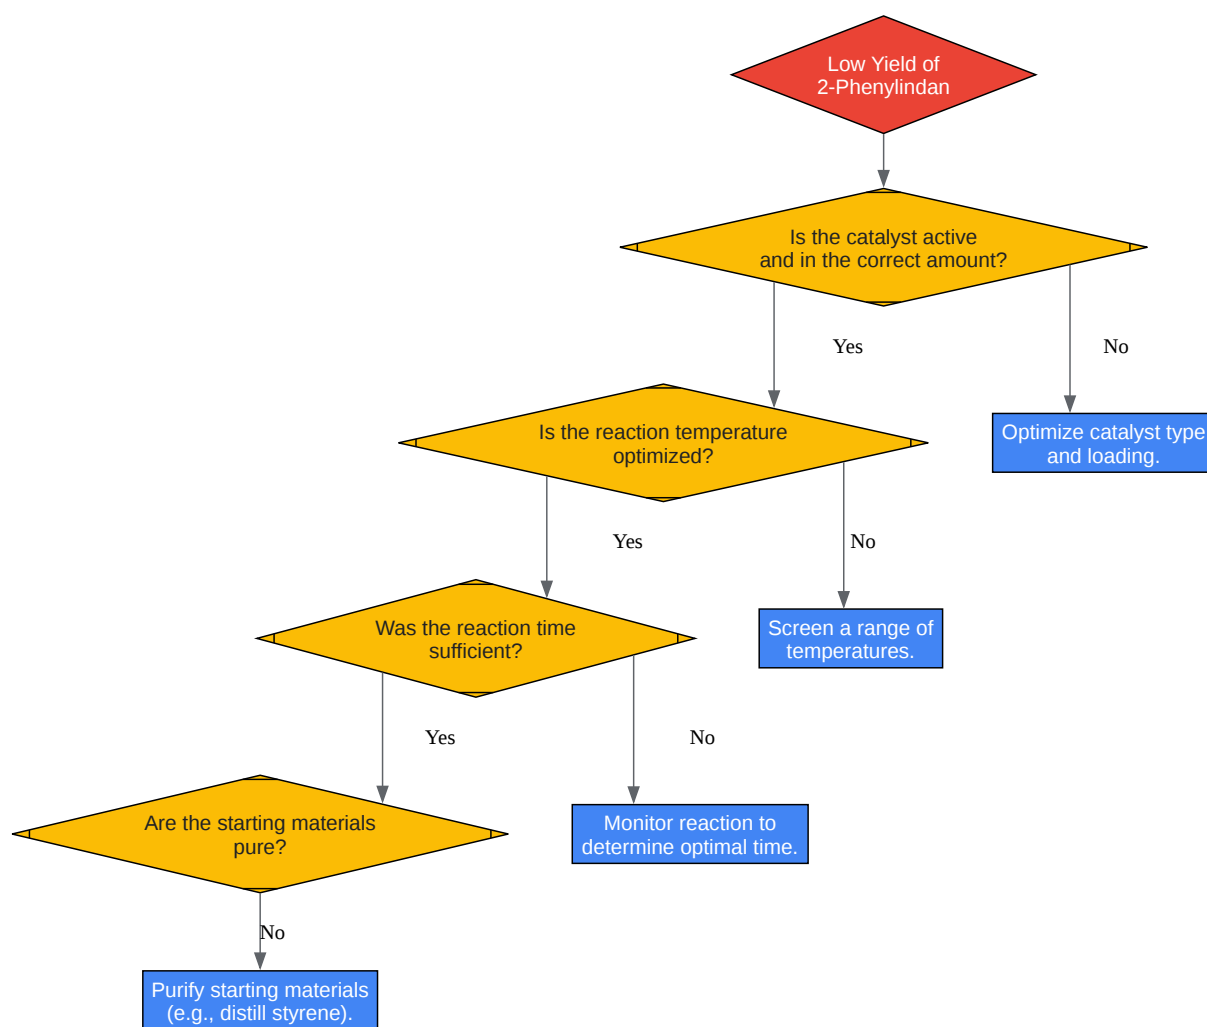 Low Yield of
2-Phenylindan
Is the catalyst active
and in the correct amount?
Yes
No
Optimize catalyst type
and loading.
Is the reaction temperature
optimized?
Yes
No
Screen a range of
temperatures.
Was the reaction time
sufficient?
Yes
No
Monitor reaction to
determine optimal time.
Are the starting materials
pure?
No
Purify starting materials
(e.g., distill styrene).